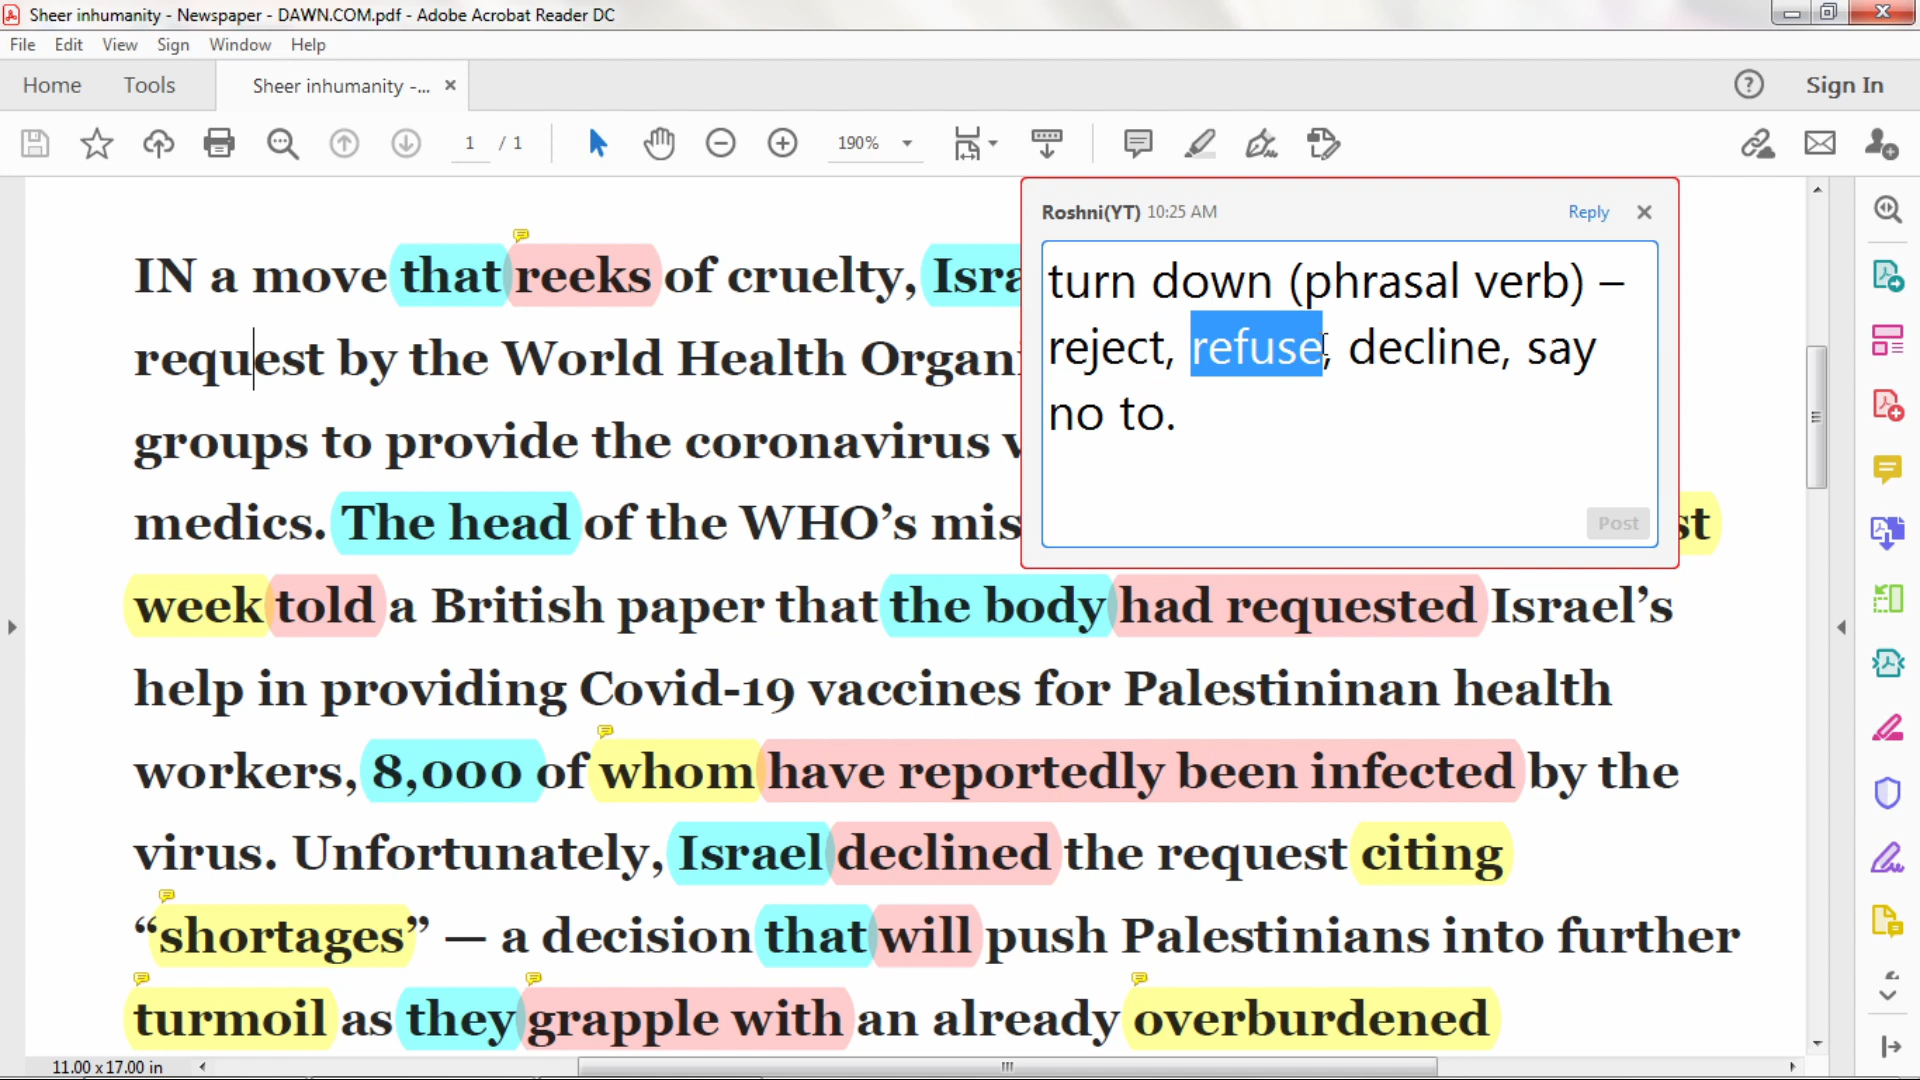 Sheer inhumanity - Newspaper - DAWN.COM.pdf - Adobe Acrobat Reader DC
File Edit View Sign Window Help
Home Tools Sheer inhumanity -... Sign In
1 / 1 190%
Roshni(YT) 10:25 AM Reply
turn down (phrasal verb) –
reject, refuse, decline, say
no to.
Post
IN a move that reeks of cruelty, Isra
request by the World Health Organi
groups to provide the coronavirus v
medics. The head of the WHO’s mis st
week told a British paper that the body had requested Israel’s
help in providing Covid-19 vaccines for Palestininan health
workers, 8,000 of whom have reportedly been infected by the
virus. Unfortunately, Israel declined the request citing
“shortages” — a decision that will push Palestinians into further
turmoil as they grapple with an already overburdened
11.00 x 17.00 in